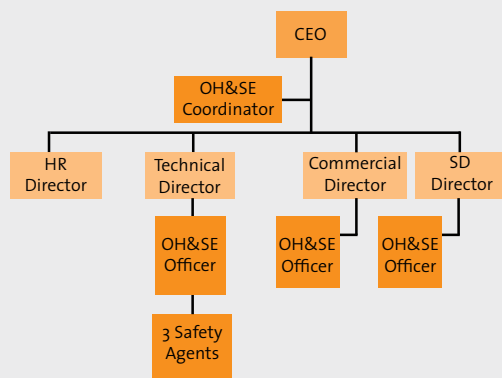 CEO
OH&SE
Coordinator
HR
Director
Technical
Director
Commercial
Director
SD
Director
OH&SE
Officer
OH&SE
Officer
OH&SE
Officer
3 Safety
Agents